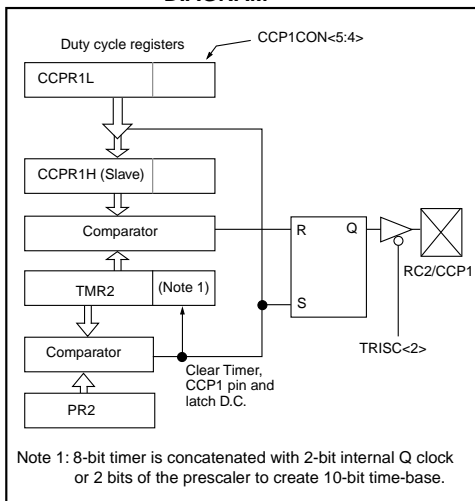 DIAGRAM
Duty cycle registers
CCP1CON<5:4>
CCPR1L
CCPR1H (Slave)
Comparator
R
Q
RC2/CCP1
TMR2
(Note 1)
S
TRISC<2>
Comparator
Clear Timer,
CCP1 pin and
latch D.C.
PR2
Note 1: 8-bit timer is concatenated with 2-bit internal Q clock
or 2 bits of the prescaler to create 10-bit time-base.